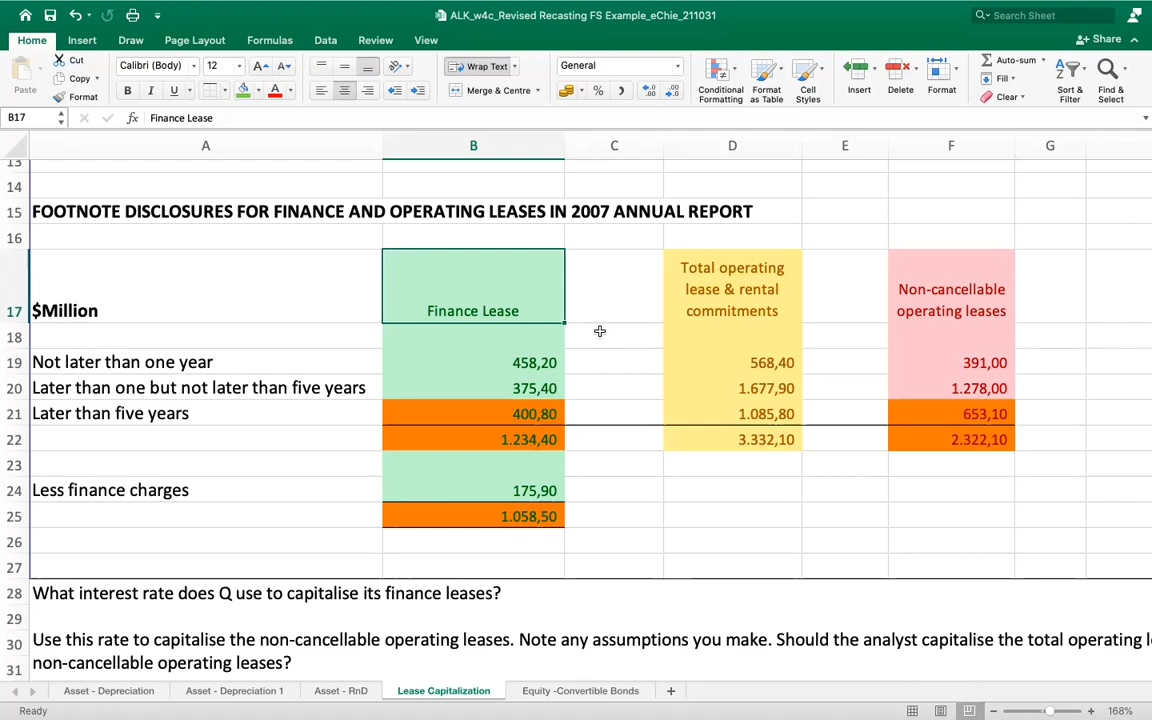 ALK_w4c_Revised Recasting FS Example_eChie_211031
Search Sheet
Home Insert Draw Page Layout Formulas Data Review View
Share
Paste
Cut
Copy
Format
Calibri (Body) 12
B I U
Wrap Text
Merge & Centre
General
Conditional Formatting
Format as Table
Cell Styles
Insert
Delete
Format
Auto-sum
Fill
Clear
Sort & Filter
Find & Select
B17 fx Finance Lease
A B C D E F G
13
14
15 FOOTNOTE DISCLOSURES FOR FINANCE AND OPERATING LEASES IN 2007 ANNUAL REPORT
16
17 $Million Finance Lease Total operating lease & rental commitments Non-cancellable operating leases
18
19 Not later than one year 458,20 568,40 391,00
20 Later than one but not later than five years 375,40 1.677,90 1.278,00
21 Later than five years 400,80 1.085,80 653,10
22 1.234,40 3.332,10 2.322,10
23
24 Less finance charges 175,90
25 1.058,50
26
27
28 What interest rate does Q use to capitalise its finance leases?
29
30 Use this rate to capitalise the non-cancellable operating leases. Note any assumptions you make. Should the analyst capitalise the total operating l
31 non-cancellable operating leases?
Asset - Depreciation Asset - Depreciation 1 Asset - RnD Lease Capitalization Equity -Convertible Bonds +
Ready 168%